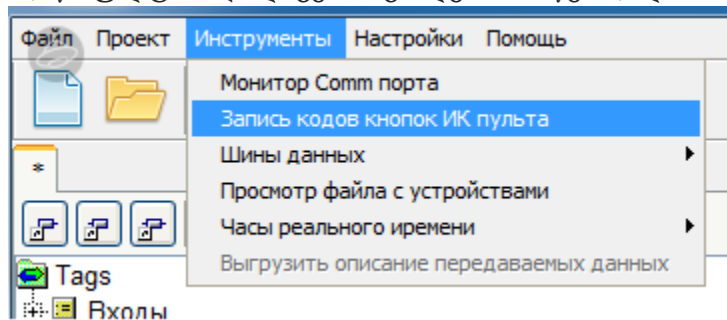 Файл Проект Инструменты Настройки Помощь
Монитор Comm порта
Запись кодов кнопок ИК пульта
Шины данных
*
Просмотр файла с устройствами
Часы реального иремени
Выгрузить описание передаваемых данных
Tags
Входы